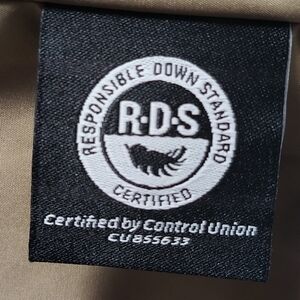 RESPONSIBLE DOWN STANDARD
R·D·S
CERTIFIED
Certified by Control Union
CU855633